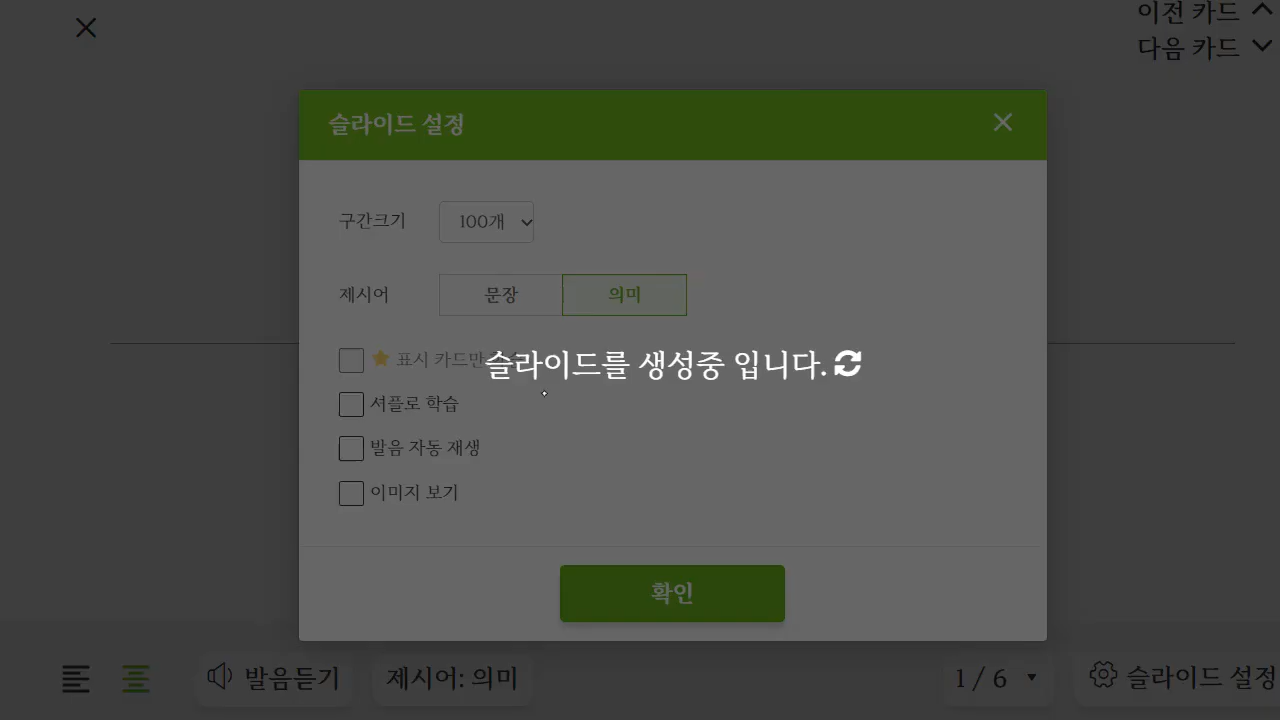 이전 카드
다음 카드
슬라이드 설정
구간크기
100개
제시어
문장
의미
표시 카드만
슬라이드를 생성중 입니다.
셔플로 학습
발음 자동 재생
이미지 보기
확인
발음듣기
제시어: 의미
1 / 6
슬라이드 설정